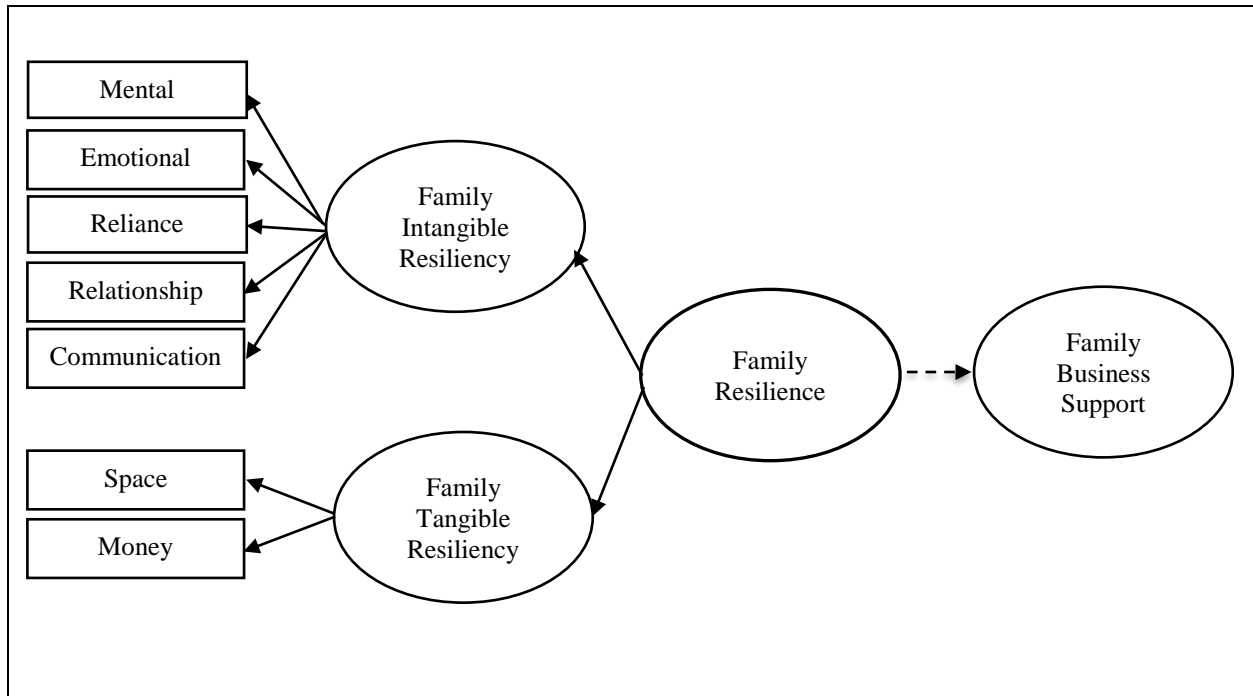 Mental
Emotional
Reliance
Relationship
Communication
Space
Money
Family
Intangible
Resiliency
Family
Tangible
Resiliency
Family
Resilience
Family
Business
Support